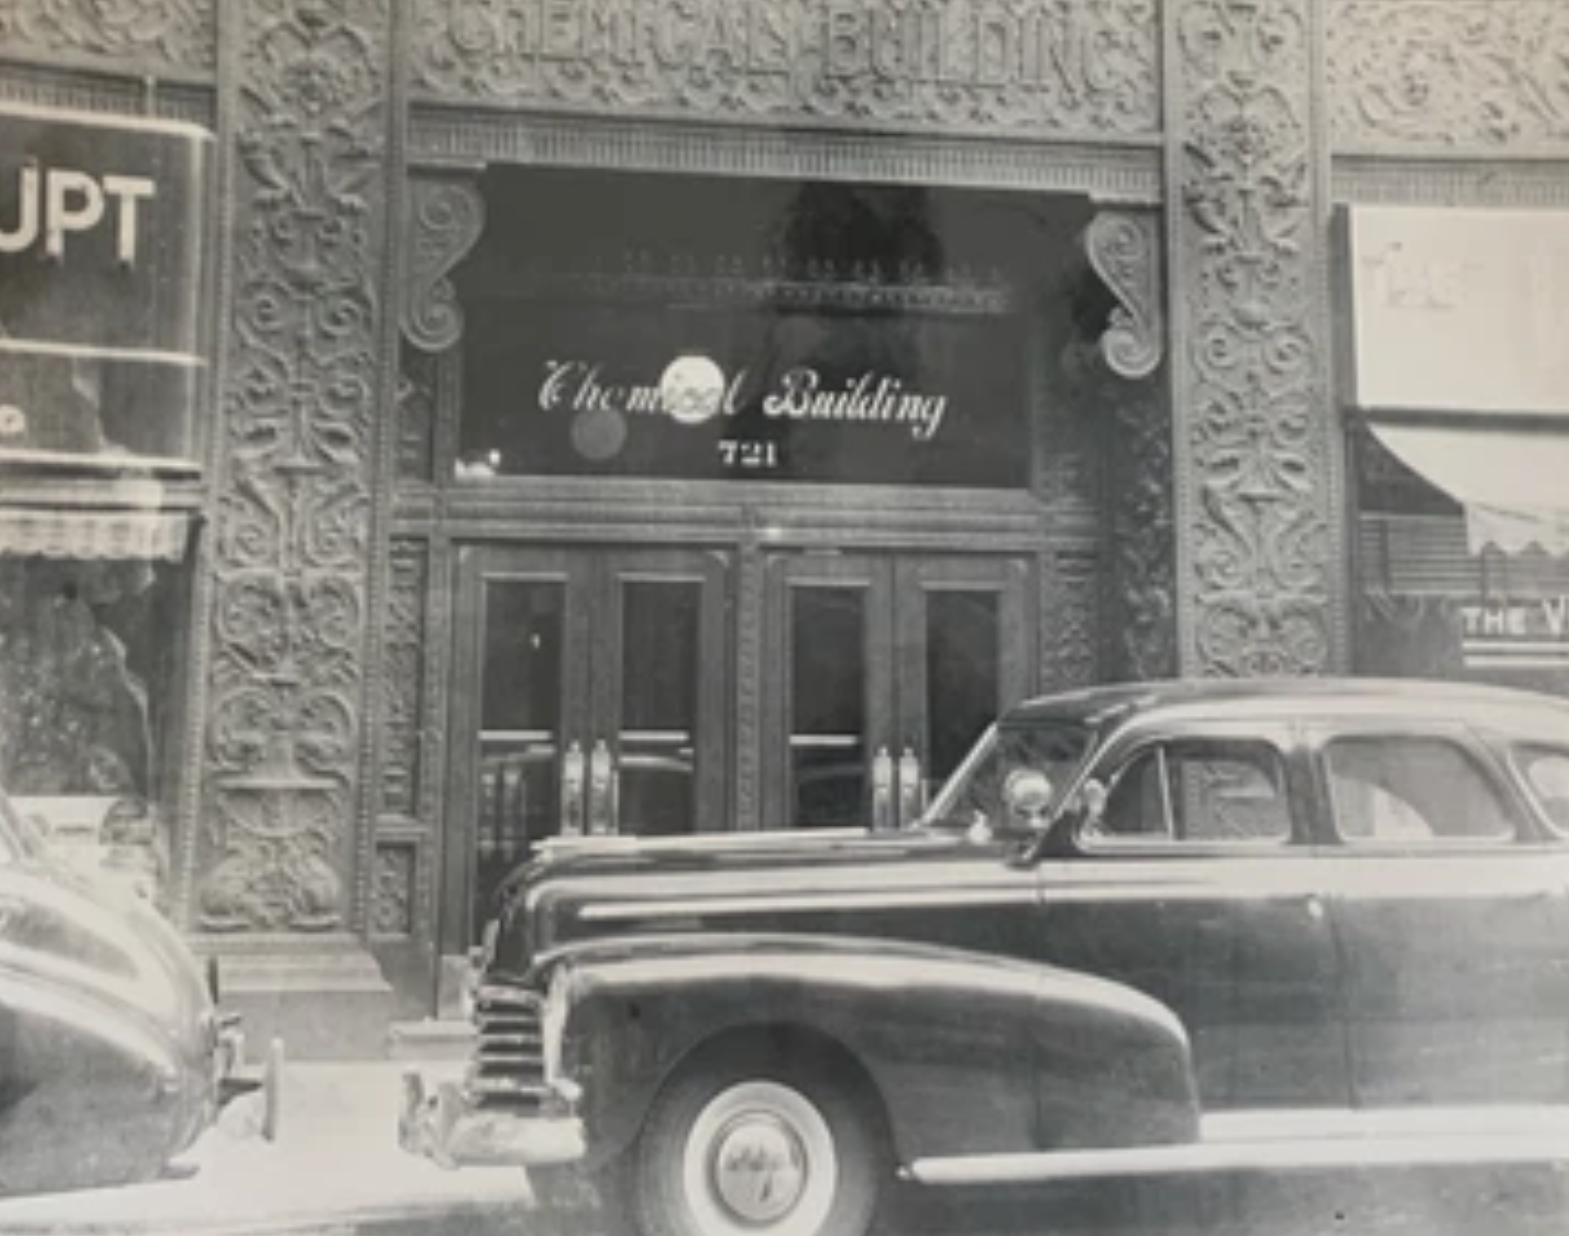 CHEMICAL BUILDING
UPT
Chemical Building
721
THE V